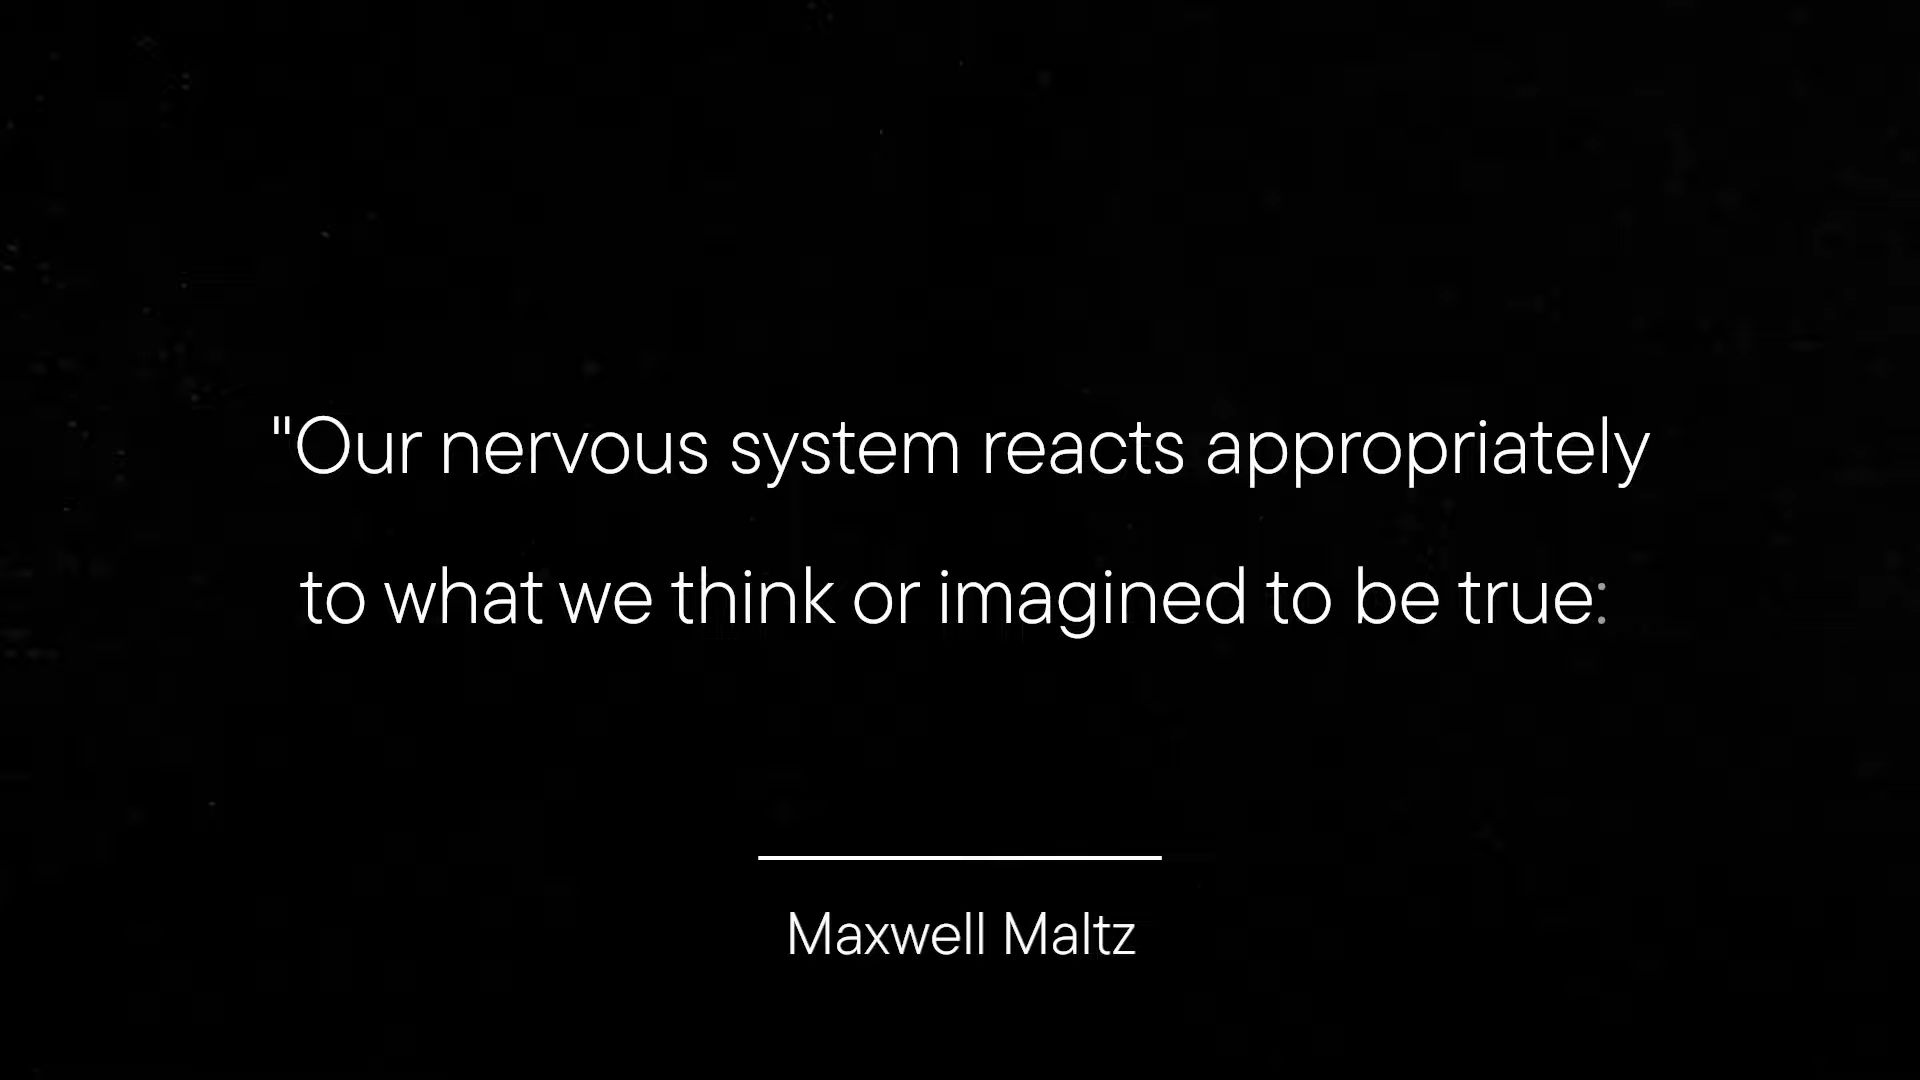 "Our nervous system reacts appropriately
to what we think or imagined to be true:
Maxwell Maltz